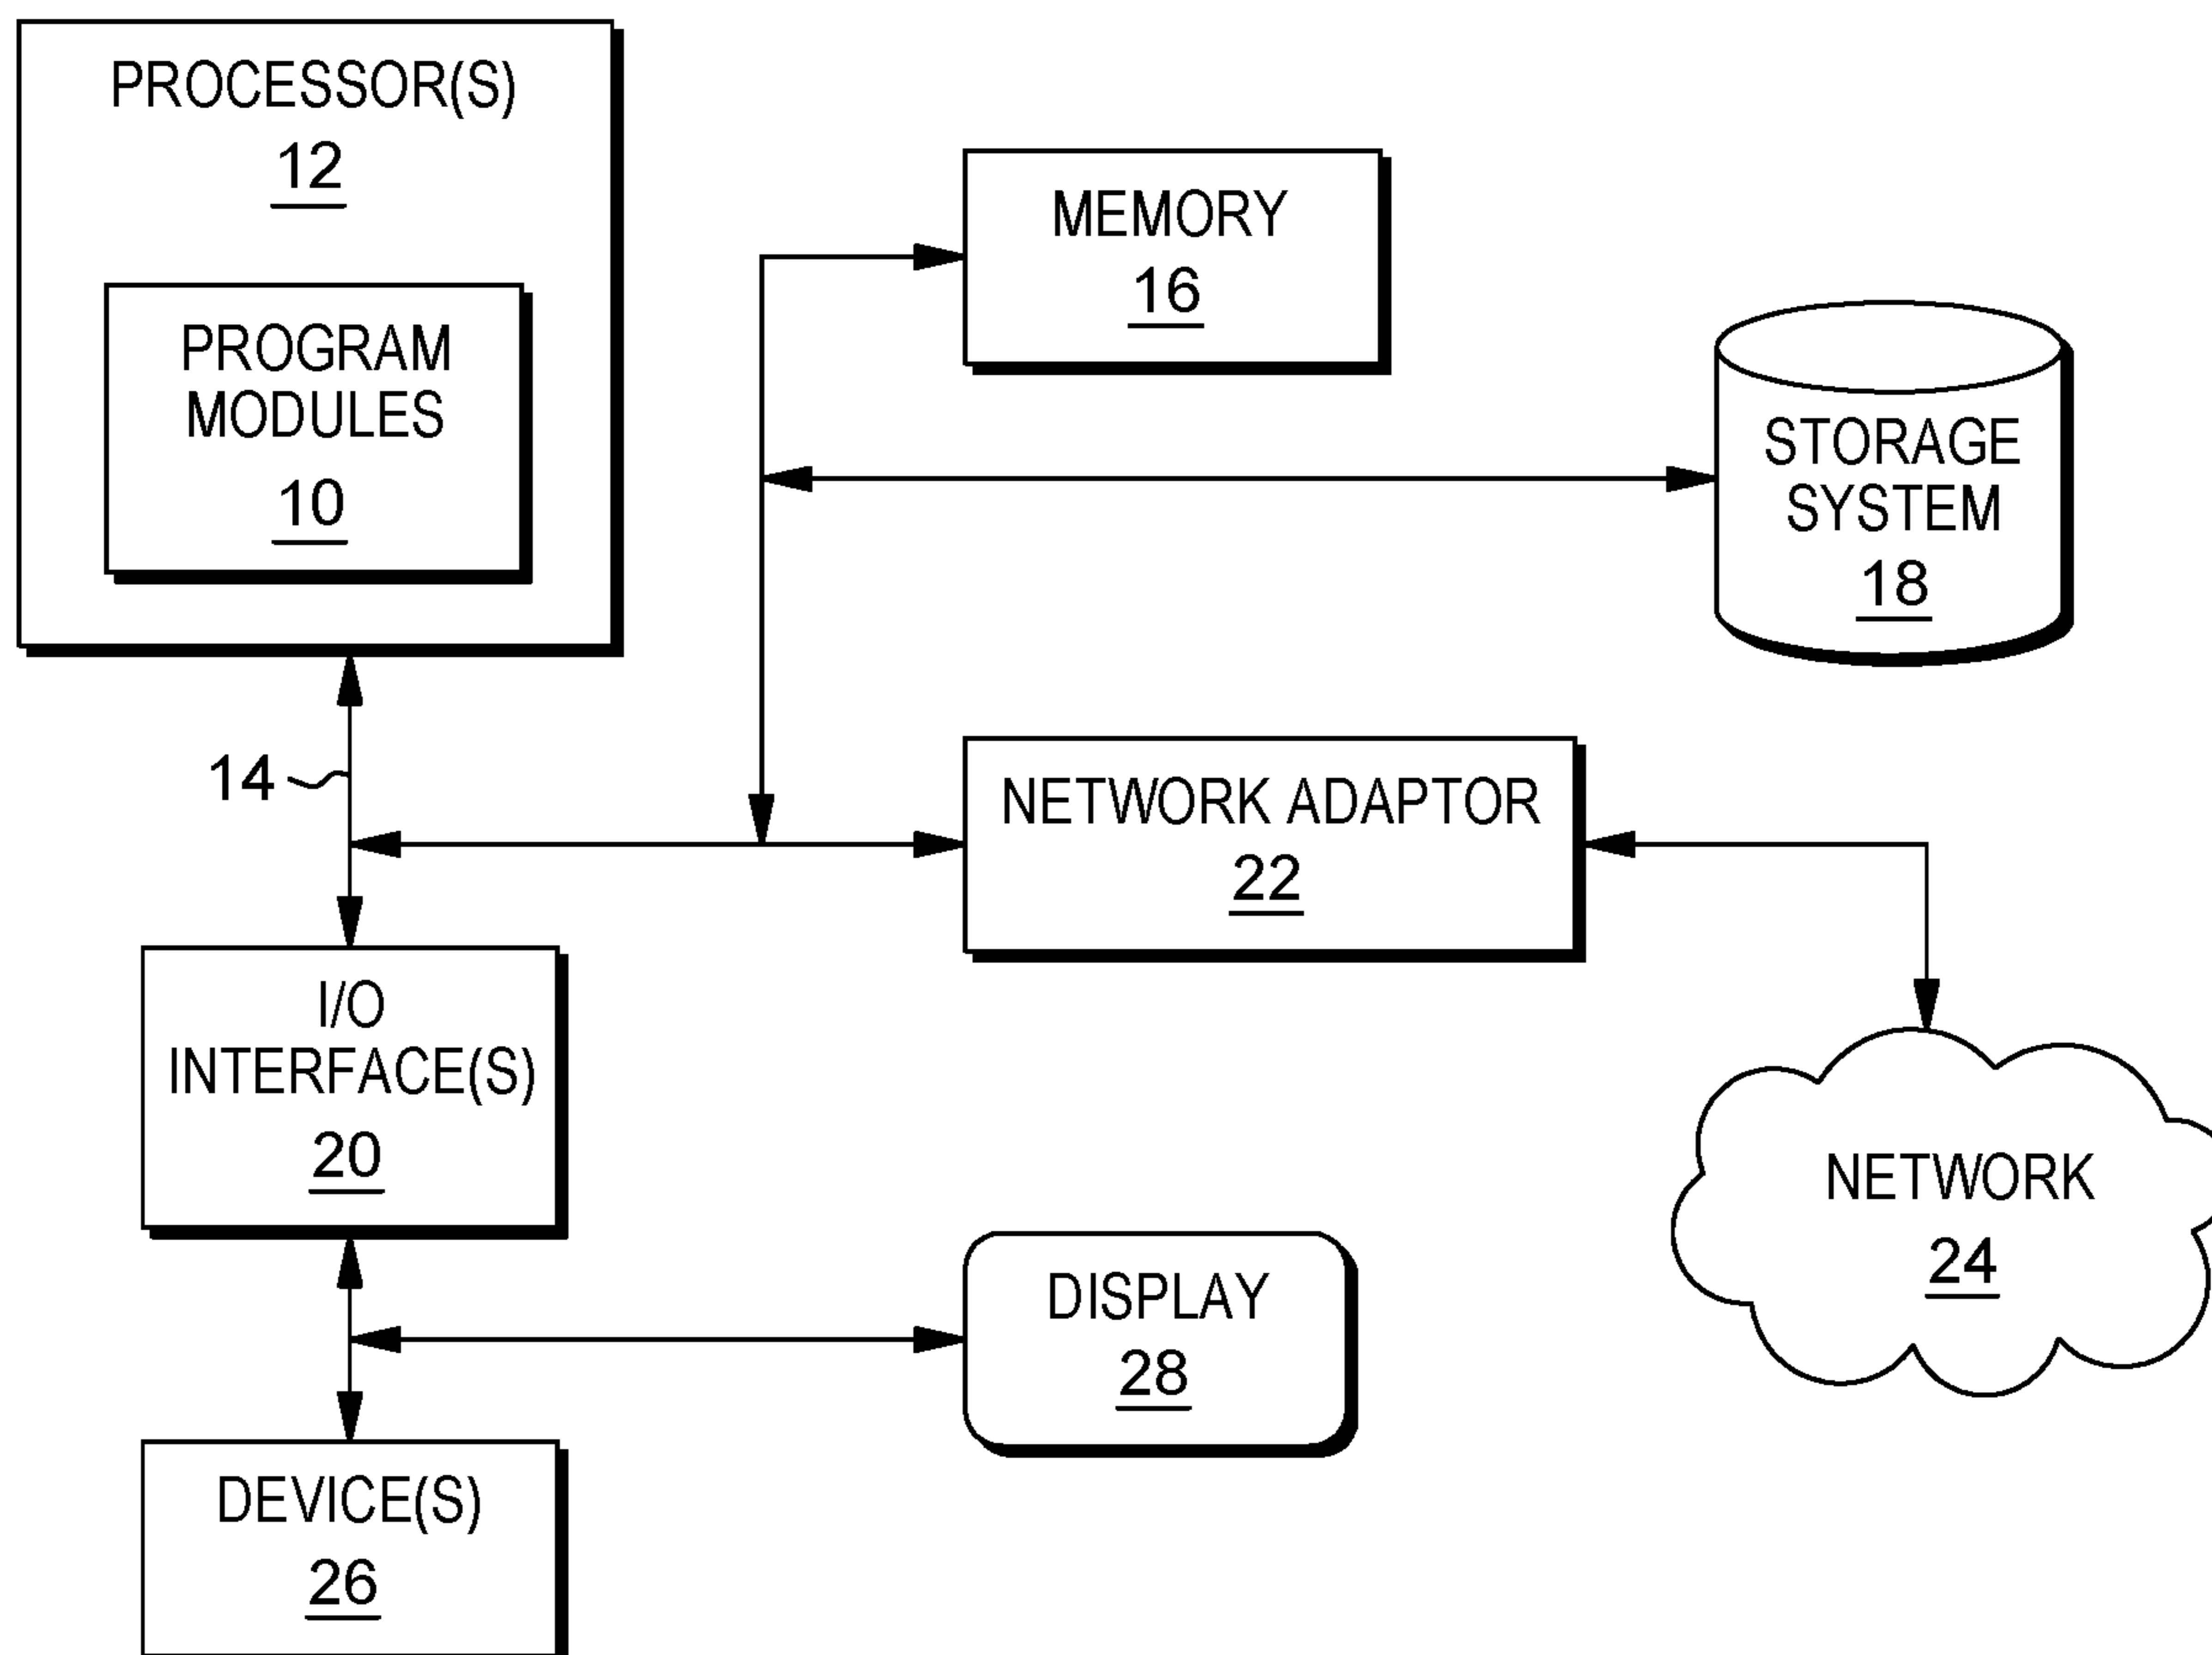 PROCESSOR(S)
12
PROGRAM
MODULES
10
MEMORY
16
STORAGE
SYSTEM
18
14
NETWORK ADAPTOR
22
I/O
INTERFACE(S)
20
NETWORK
24
DISPLAY
28
DEVICE(S)
26